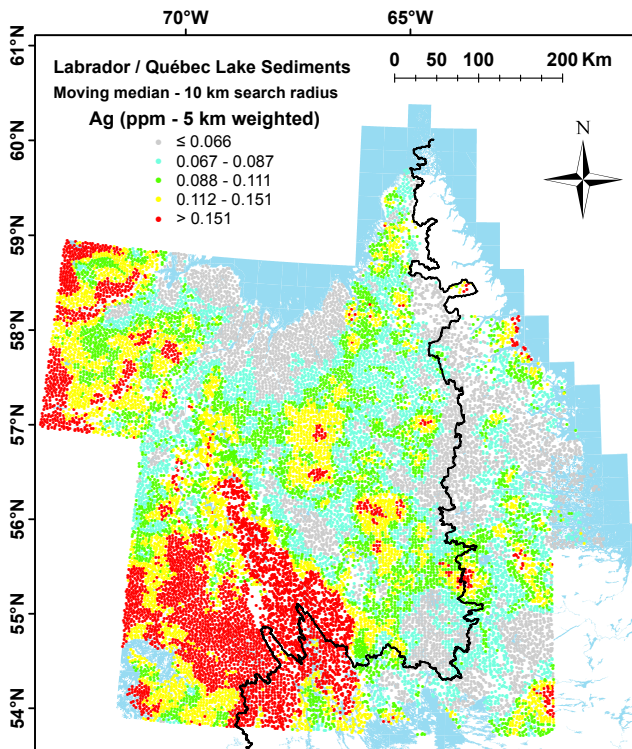 70°W
65°W
61°N
Labrador / Québec Lake Sediments
0 50 100 200 Km
Moving median - 10 km search radius
Ag (ppm - 5 km weighted)
≤ 0.066
0.067 - 0.087
0.088 - 0.111
0.112 - 0.151
> 0.151
N
60°N
59°N
58°N
57°N
56°N
55°N
54°N